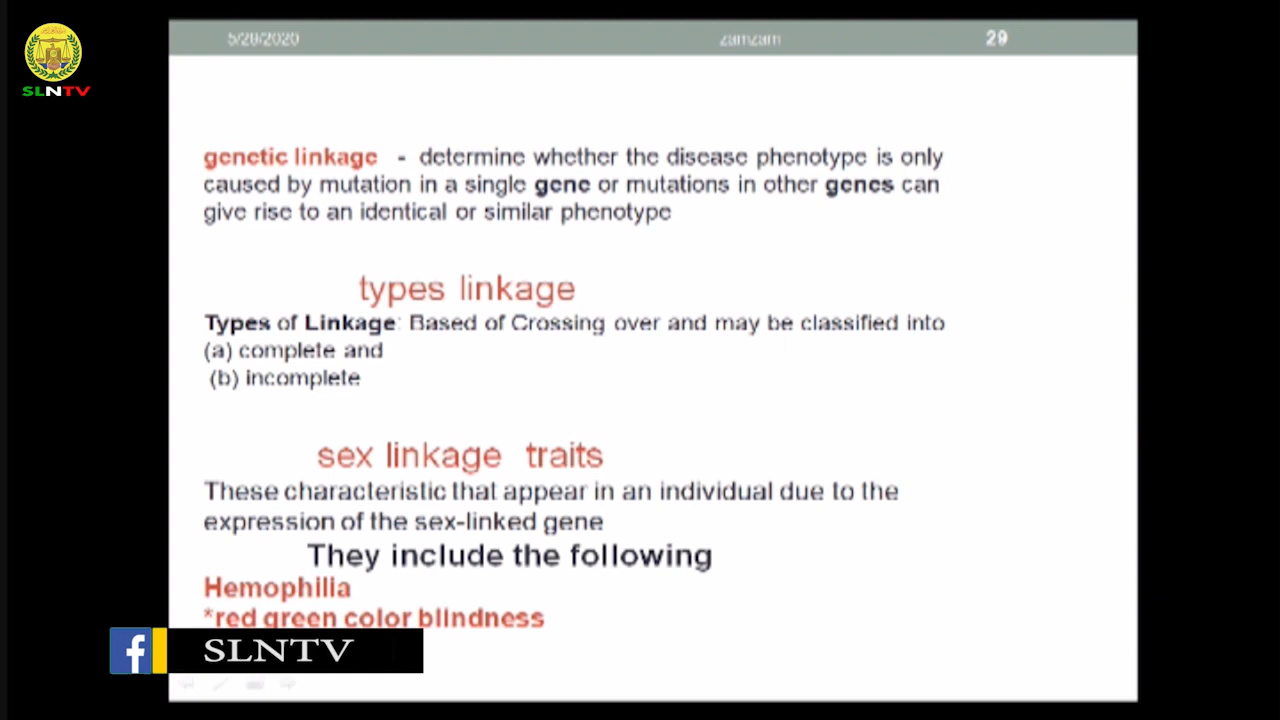 5/28/2020 zamzam 29
SLNTV
genetic linkage - determine whether the disease phenotype is only
caused by mutation in a single gene or mutations in other genes can
give rise to an identical or similar phenotype
types linkage
Types of Linkage: Based of Crossing over and may be classified into
(a) complete and
(b) incomplete
sex linkage traits
These characteristic that appear in an individual due to the
expression of the sex-linked gene
They include the following
Hemophilia
*red green color blindness
f SLNTV